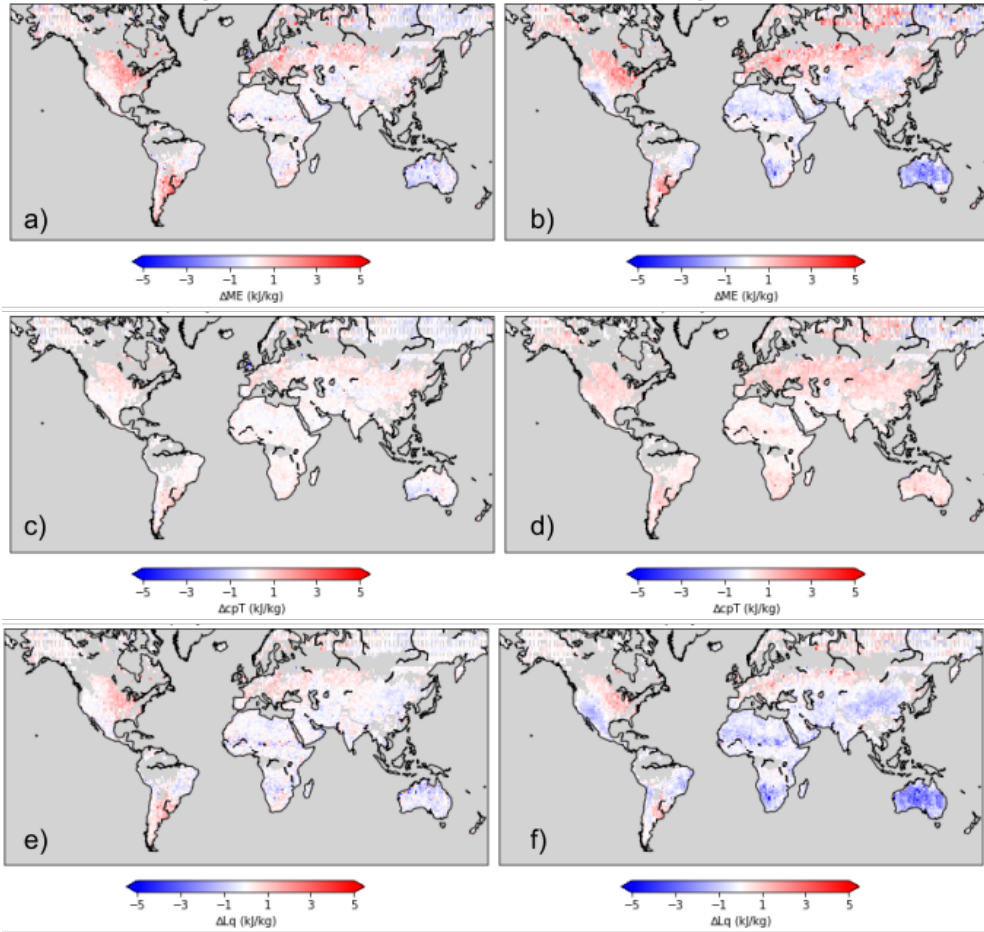 a)
b)
−5 −3 −1 1 3 5
ΔME (kJ/kg)
−5 −3 −1 1 3 5
ΔME (kJ/kg)
c)
d)
−5 −3 −1 1 3 5
ΔcpT (kJ/kg)
−5 −3 −1 1 3 5
ΔcpT (kJ/kg)
e)
f)
−5 −3 −1 1 3 5
ΔLq (kJ/kg)
−5 −3 −1 1 3 5
ΔLq (kJ/kg)